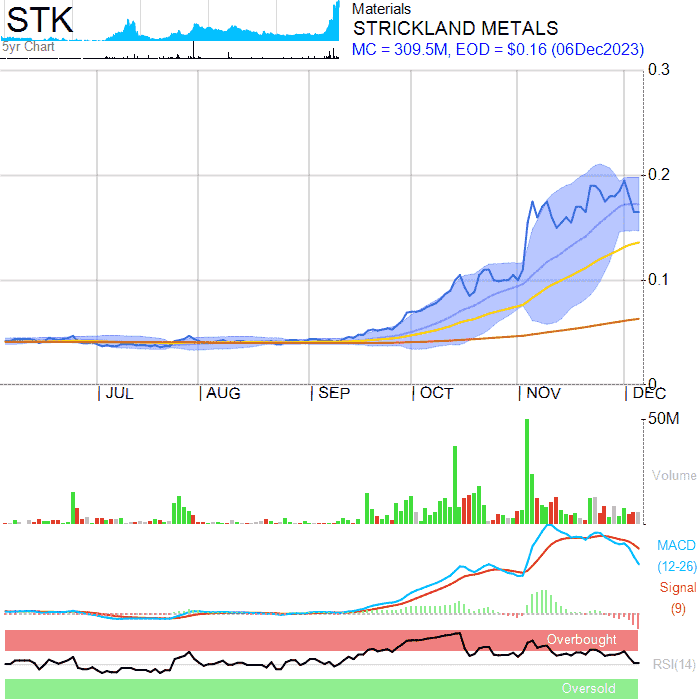 STK
5yr Chart
Materials
STRICKLAND METALS
MC = 309.5M, EOD = $0.16 (06Dec2023)
0.3
0.2
0.1
0
JUL
AUG
SEP
OCT
NOV
DEC
50M
Volume
MACD
(12-26)
Signal
(9)
Overbought
RSI(14)
Oversold